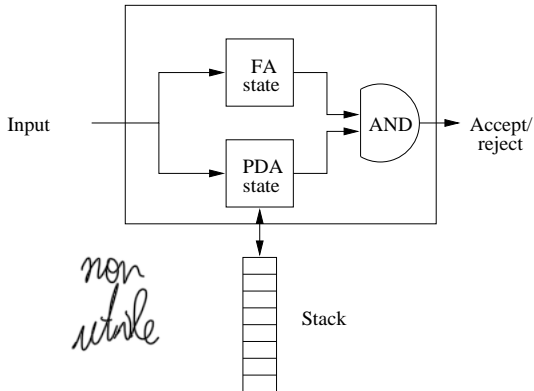 FA
state
Input
AND
Accept/
reject
PDA
state
non
utile
Stack